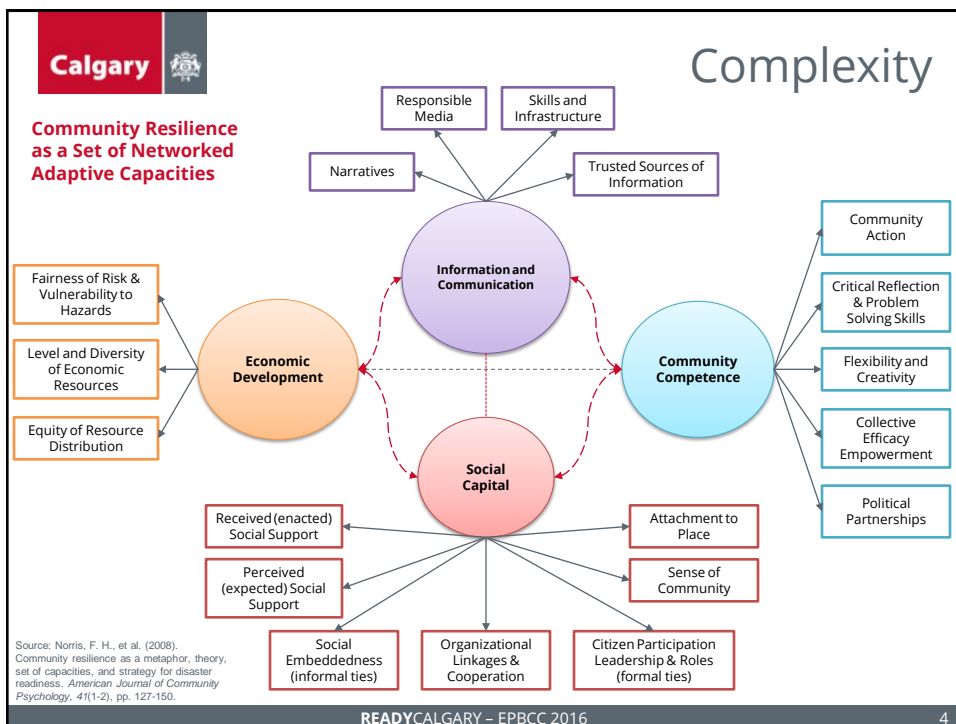 Calgary
Complexity
Community Resilience
as a Set of Networked
Adaptive Capacities
Responsible
Media
Skills and
Infrastructure
Narratives
Trusted Sources of
Information
Information and
Communication
Fairness of Risk &
Vulnerability to
Hazards
Level and Diversity
of Economic
Resources
Equity of Resource
Distribution
Economic
Development
Community
Competence
Community
Action
Critical Reflection
& Problem
Solving Skills
Flexibility and
Creativity
Collective
Efficacy
Empowerment
Political
Partnerships
Social
Capital
Received (enacted)
Social Support
Perceived
(expected) Social
Support
Social
Embeddedness
(informal ties)
Organizational
Linkages &
Cooperation
Citizen Participation
Leadership & Roles
(formal ties)
Sense of
Community
Attachment to
Place
Source: Norris, F. H., et al. (2008).
Community resilience as a metaphor, theory,
set of capacities, and strategy for disaster
readiness. American Journal of Community
Psychology, 41(1-2), pp. 127-150.
READYCALGARY – EPBCC 2016
4